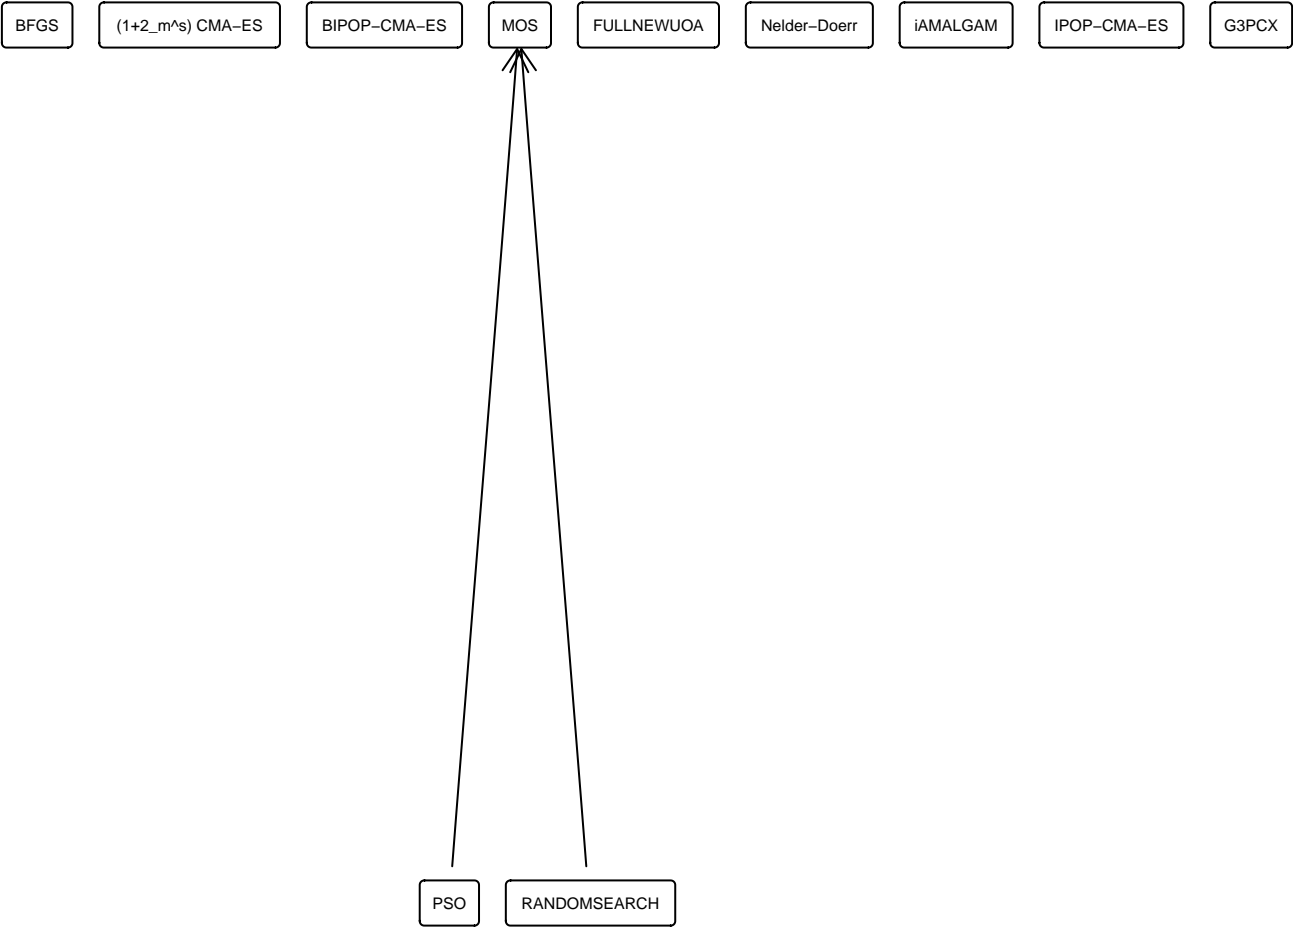 BFGS
(1+2_m^s) CMA−ES
BIPOP−CMA−ES
MOS
FULLNEWUOA
Nelder−Doerr
iAMALGAM
IPOP−CMA−ES
G3PCX
PSO
RANDOMSEARCH